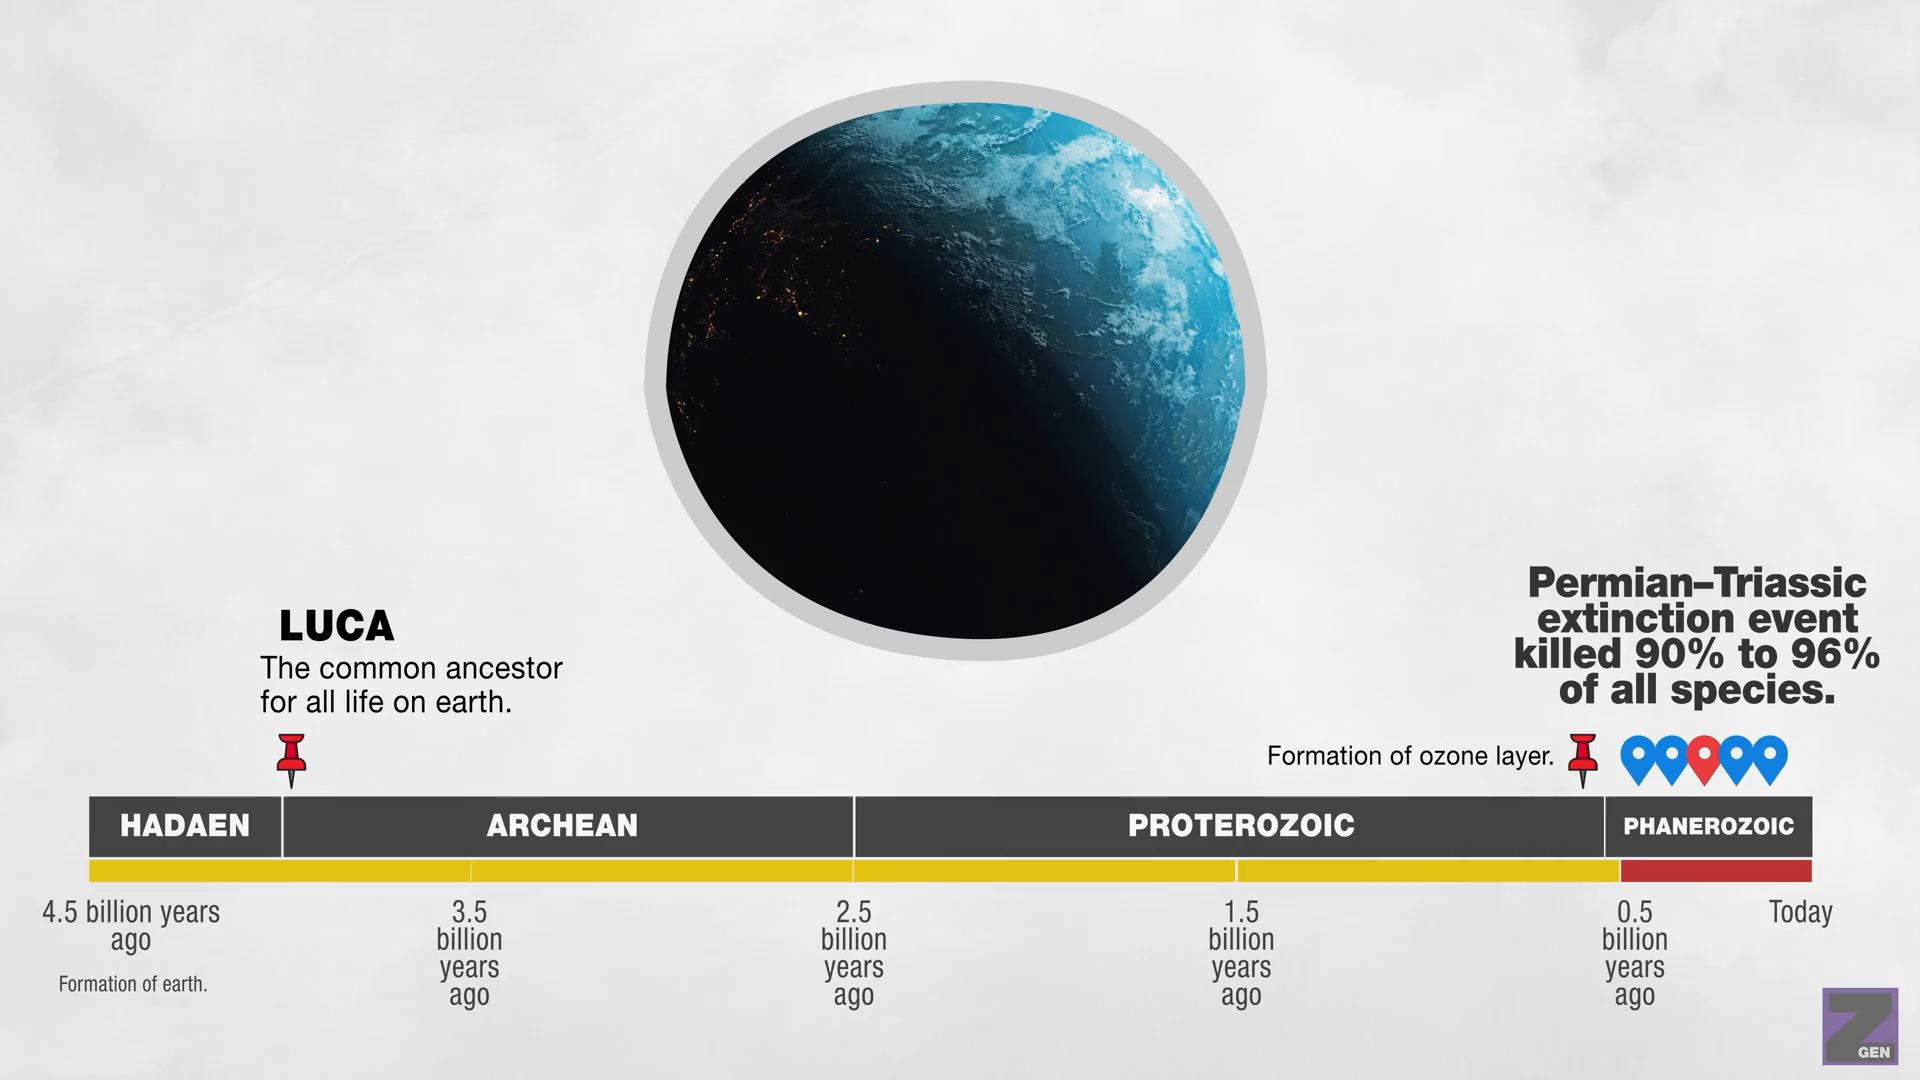 LUCA
The common ancestor
for all life on earth.
Permian–Triassic
extinction event
killed 90% to 96%
of all species.
Formation of ozone layer.
HADAEN
ARCHEAN
PROTEROZOIC
PHANEROZOIC
4.5 billion years
ago
Formation of earth.
3.5
billion
years
ago
2.5
billion
years
ago
1.5
billion
years
ago
0.5
billion
years
ago
Today
Z
GEN